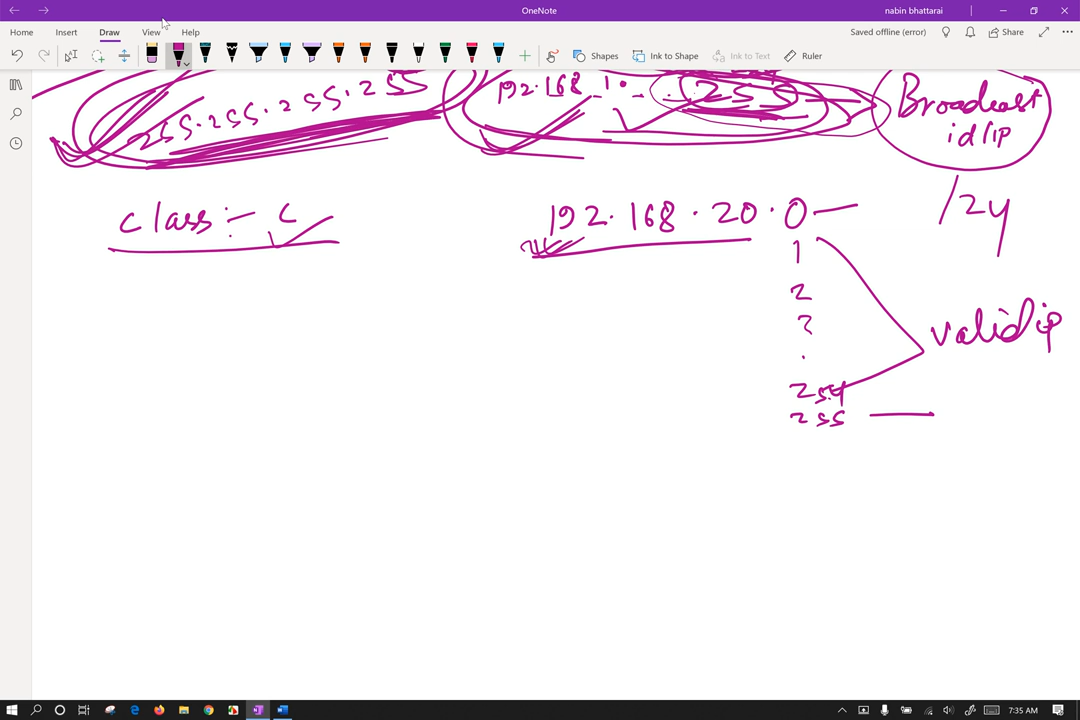 OneNote
nabin bhattarai
Home
Insert
Draw
View
Help
Saved offline (error)
Share
Shapes
Ink to Shape
Ink to Text
Ruler
255.255.255.255
192.168.10.255
Broadcast
id/ip
class:- C
192.168.20.0
/24
1
2
3
.
254
255
valid ip
7:35 AM